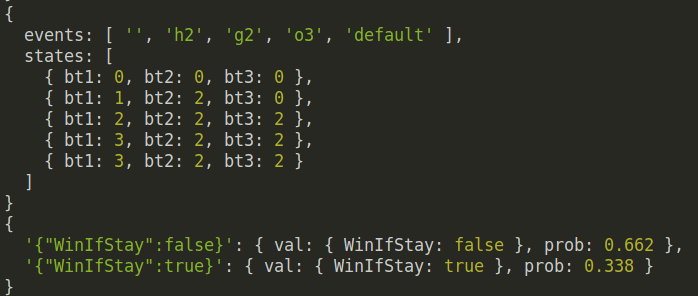 {
  events: [ '', 'h2', 'g2', 'o3', 'default' ],
  states: [
    { bt1: 0, bt2: 0, bt3: 0 },
    { bt1: 1, bt2: 2, bt3: 0 },
    { bt1: 2, bt2: 2, bt3: 2 },
    { bt1: 3, bt2: 2, bt3: 2 },
    { bt1: 3, bt2: 2, bt3: 2 }
  ]
}
{
  '{"WinIfStay":false}': { val: { WinIfStay: false }, prob: 0.662 },
  '{"WinIfStay":true}': { val: { WinIfStay: true }, prob: 0.338 }
}